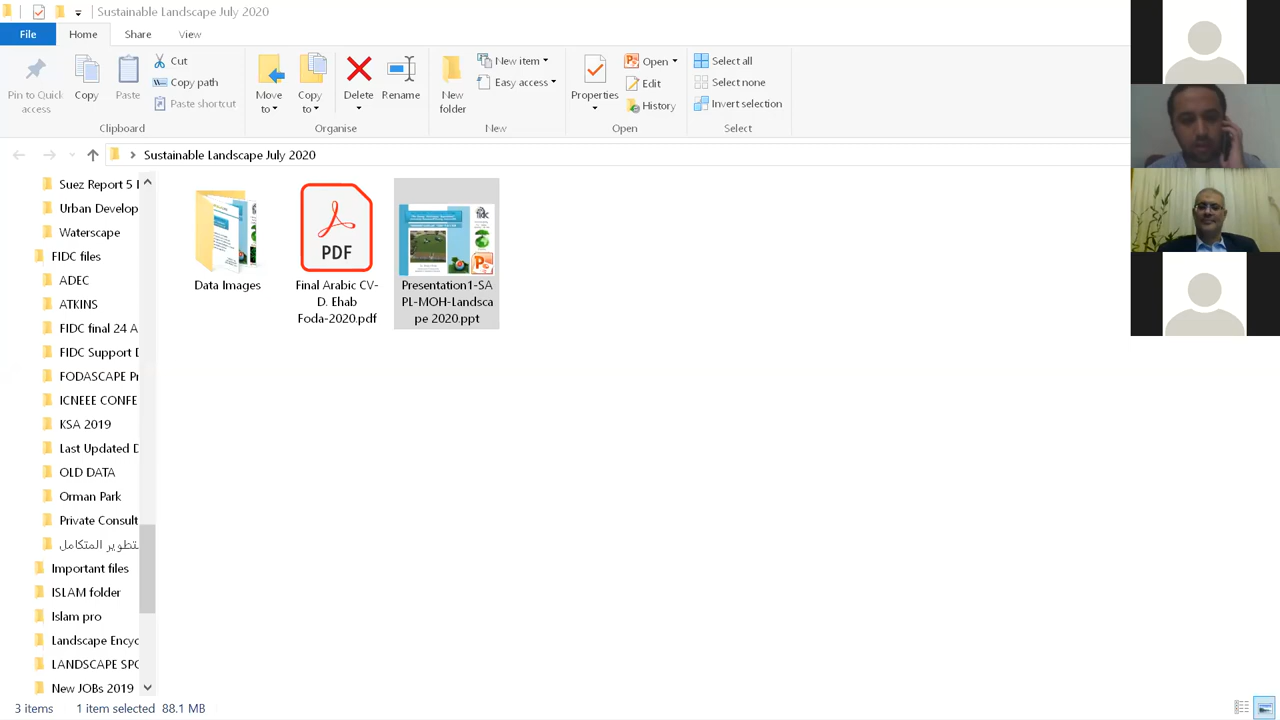 Sustainable Landscape July 2020
File Home Share View
Pin to Quick access
Copy
Paste
Cut
Copy path
Paste shortcut
Clipboard
Move to
Copy to
Delete
Rename
Organise
New folder
New item
Easy access
New
Properties
Open
Edit
History
Open
Select all
Select none
Invert selection
Select
Sustainable Landscape July 2020
Suez Report 5
Urban Develop
Waterscape
FIDC files
ADEC
ATKINS
FIDC final 24 A
FIDC Support D
FODASCAPE Pr
ICNEEE CONFE
KSA 2019
Last Updated D
OLD DATA
Orman Park
Private Consult
المتكامل
Important files
ISLAM folder
Islam pro
Landscape Ency
LANDSCAPE SP
New JOBs 2019
Data Images
PDF
Final Arabic CV-
D. Ehab
Foda-2020.pdf
Presentation1-SA
PL-MOH-Landsca
pe 2020.ppt
3 items 1 item selected 88.1 MB